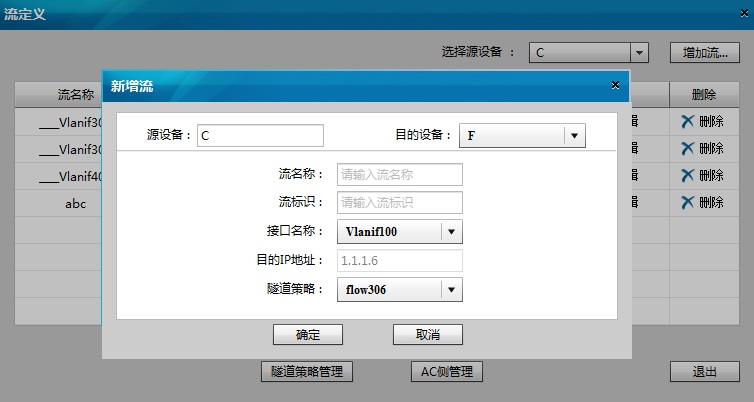 流定义
选择源设备 ： C 增加流...
新增流
流名称 删除
源设备： C 目的设备： F
___Vlanif30 辑 删除
___Vlanif30 辑 删除
流名称： 请输入流名称
___Vlanif40 辑 删除
流标识： 请输入流标识
abc 辑 删除
接口名称： Vlanif100
目的IP地址： 1.1.1.6
隧道策略： flow306
确定 取消
隧道策略管理 AC侧管理 退出